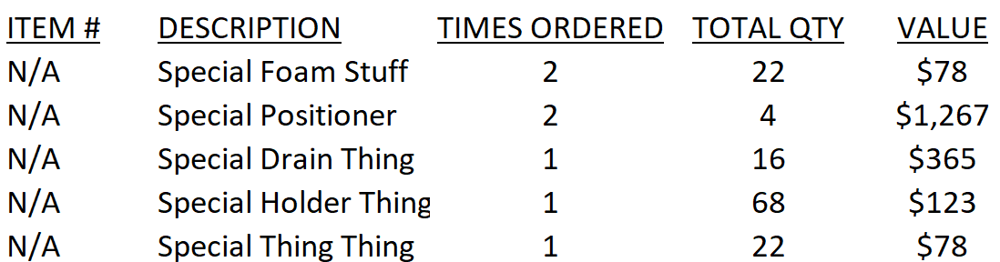 ITEM # DESCRIPTION TIMES ORDERED TOTAL QTY VALUE
N/A Special Foam Stuff 2 22 $78
N/A Special Positioner 2 4 $1,267
N/A Special Drain Thing 1 16 $365
N/A Special Holder Thing 1 68 $123
N/A Special Thing Thing 1 22 $78